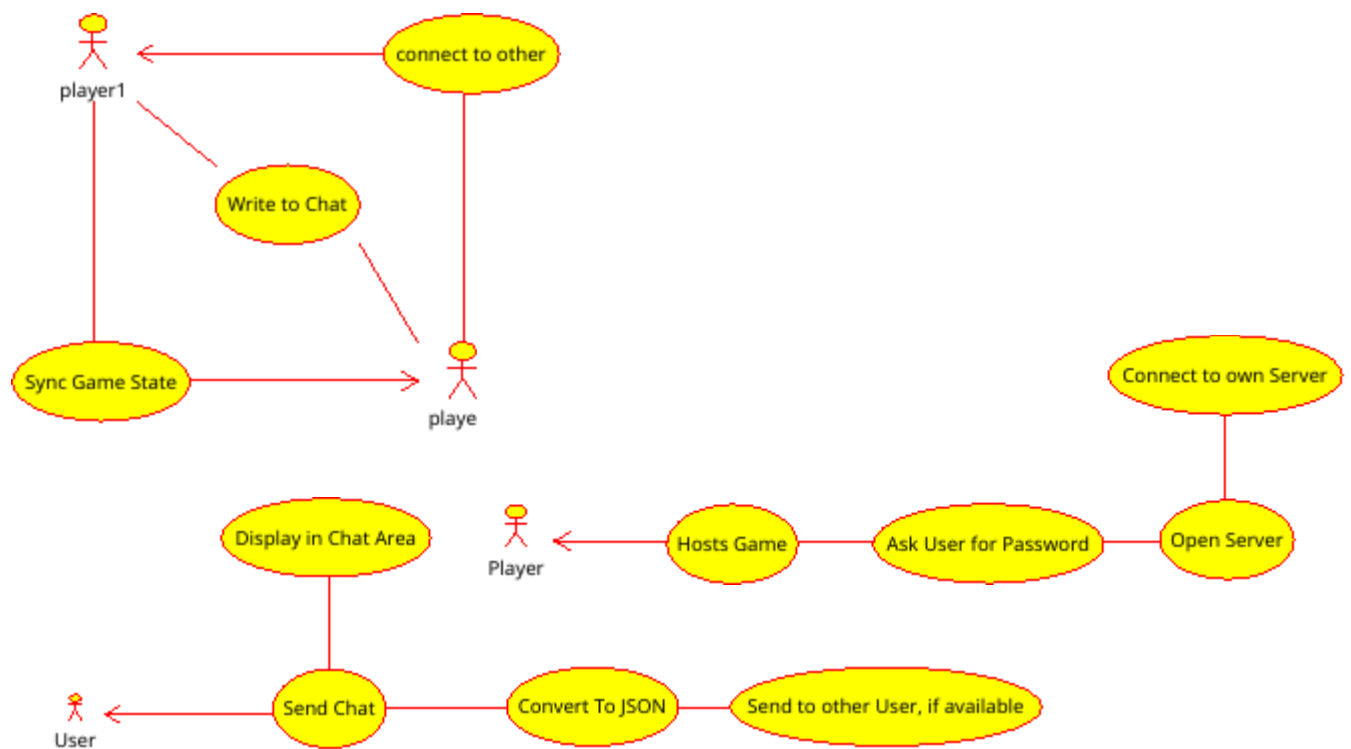 connect to other
player1
Write to Chat
Sync Game State
playe
Connect to own Server
Display in Chat Area
Player
Hosts Game
Ask User for Password
Open Server
User
Send Chat
Convert To JSON
Send to other User, if available